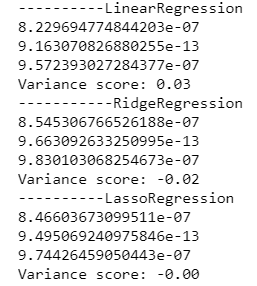 ----------LinearRegression
8.229694774844203e-07
9.163070826880255e-13
9.572393027284377e-07
Variance score: 0.03
----------RidgeRegression
8.545306766526188e-07
9.663092633250995e-13
9.830103068254673e-07
Variance score: -0.02
----------LassoRegression
8.46603673099511e-07
9.495069240975846e-13
9.74426459050443e-07
Variance score: -0.00